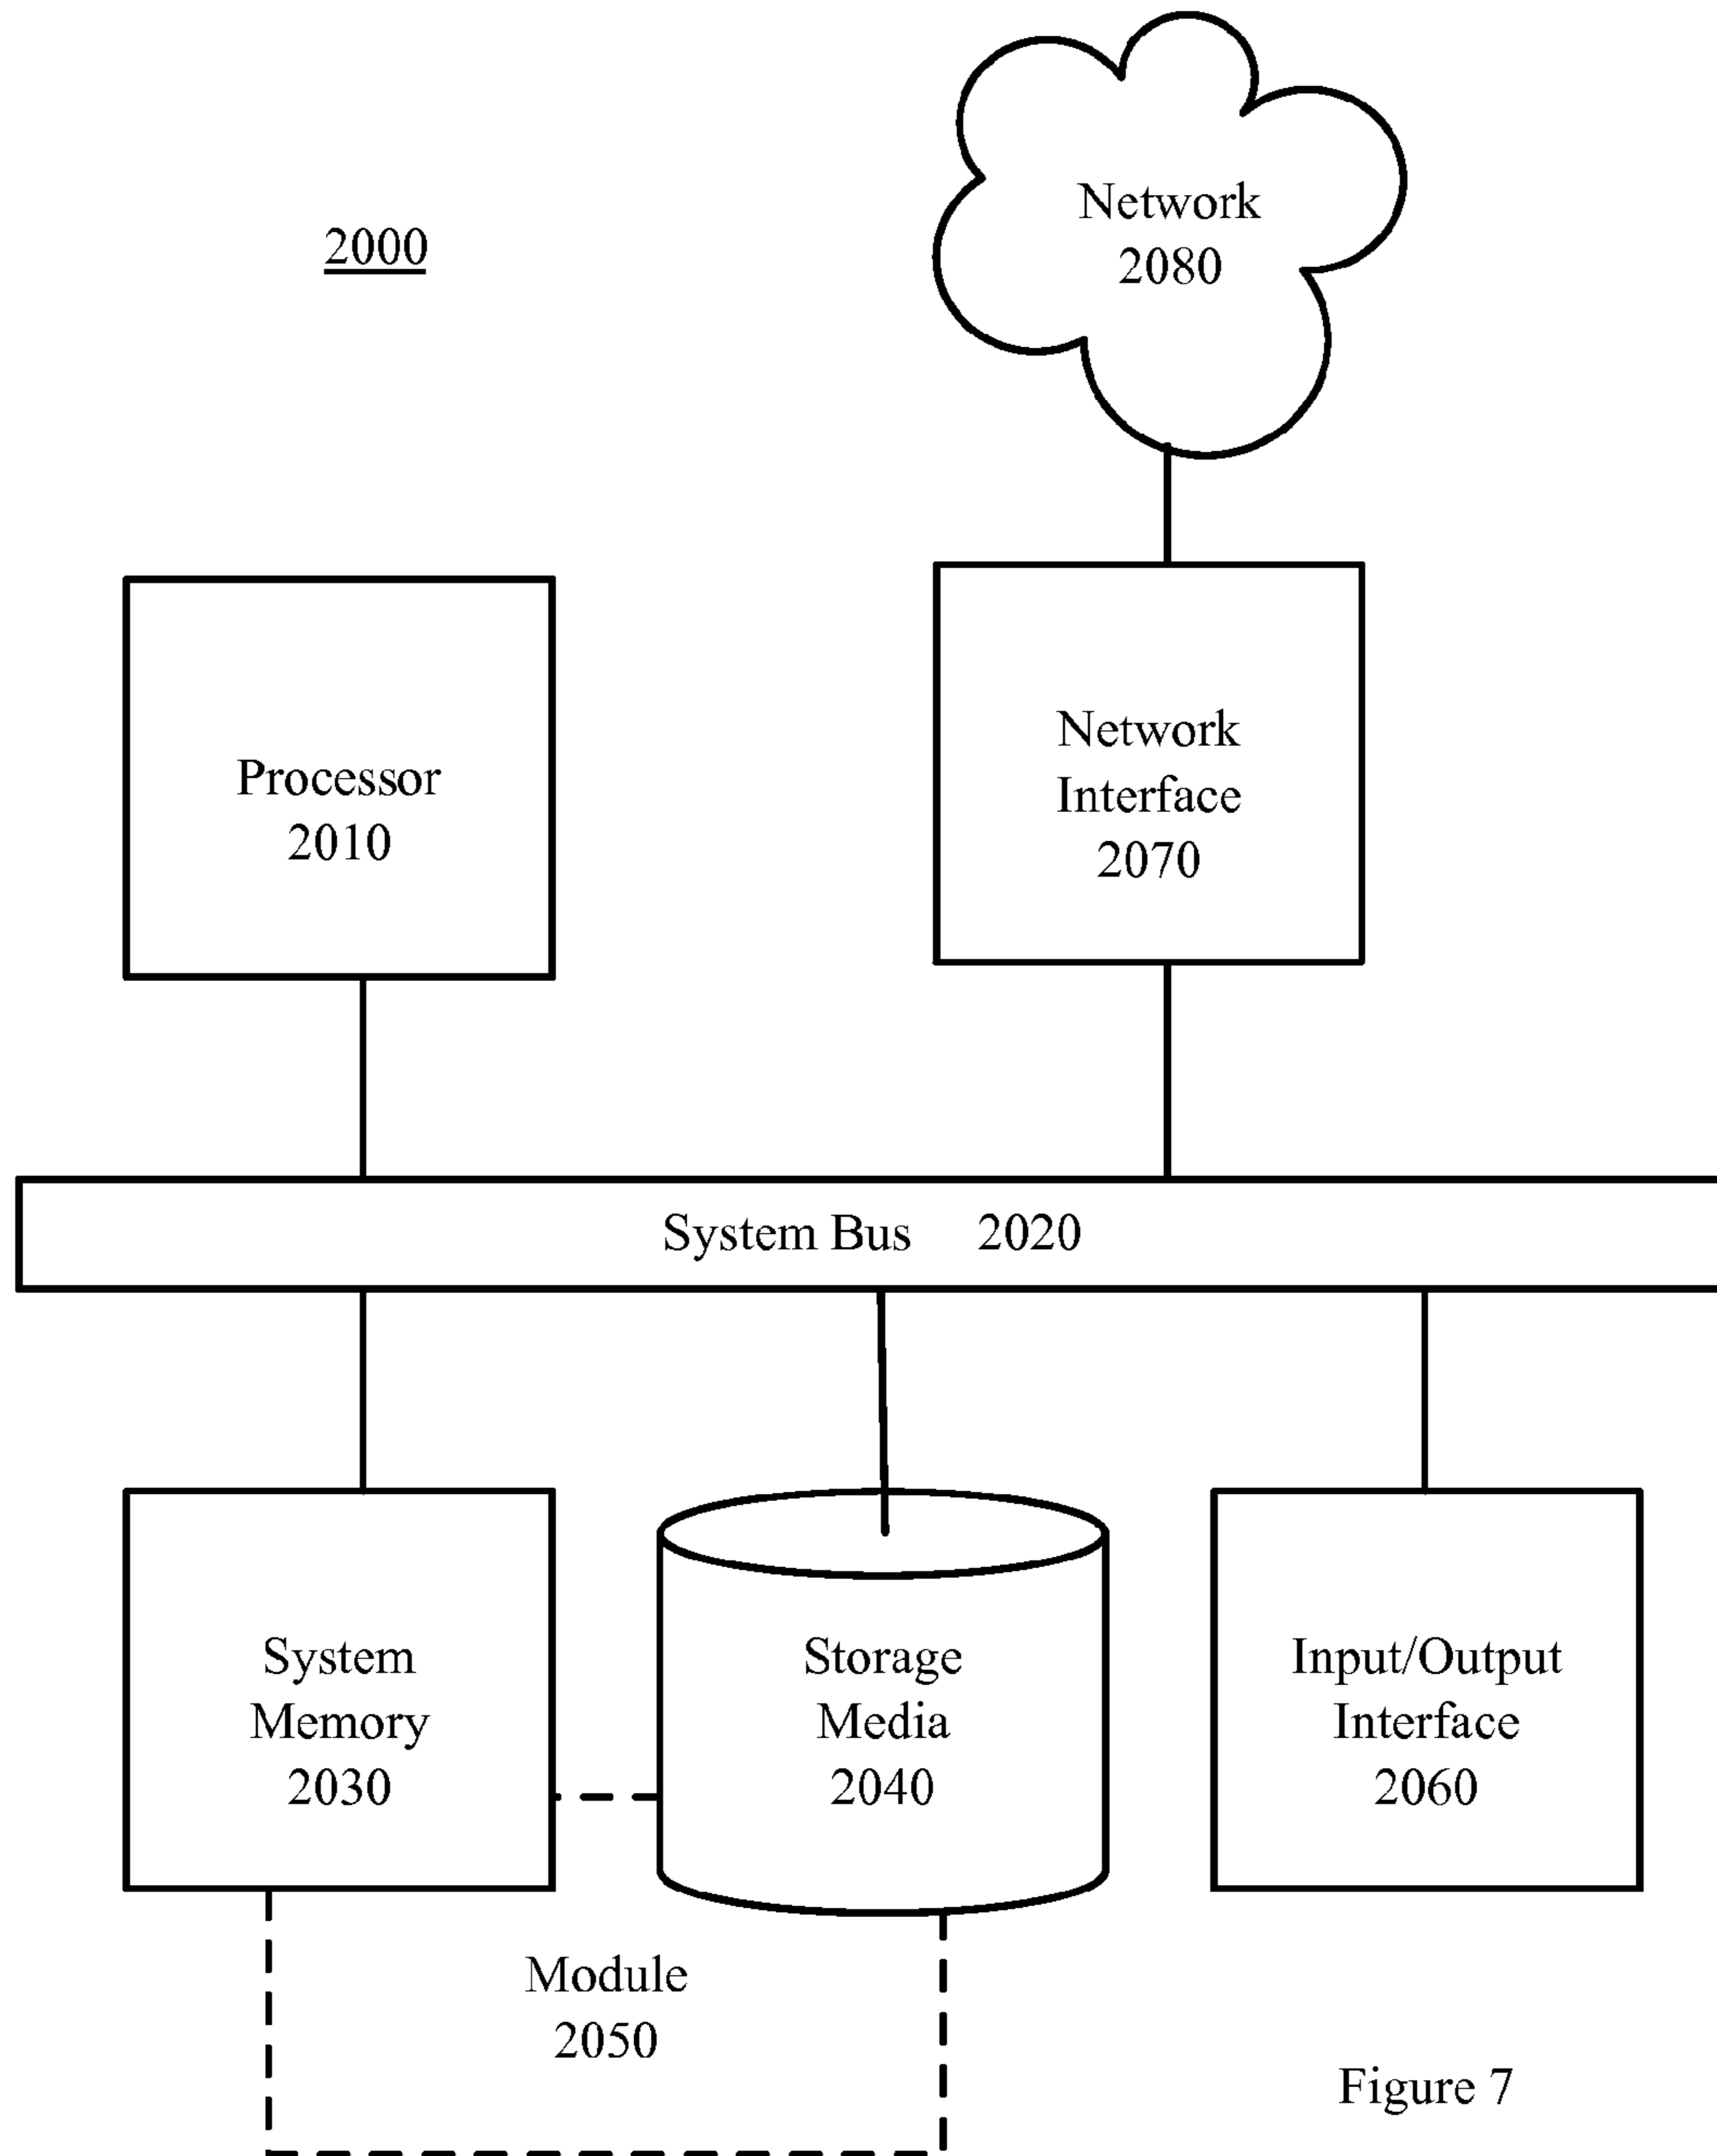 Network
2080
2000
Network
Interface
2070
Processor
2010
System Bus 2020
System
Memory
2030
Storage
Media
2040
Input/Output
Interface
2060
Module
2050
Figure 7